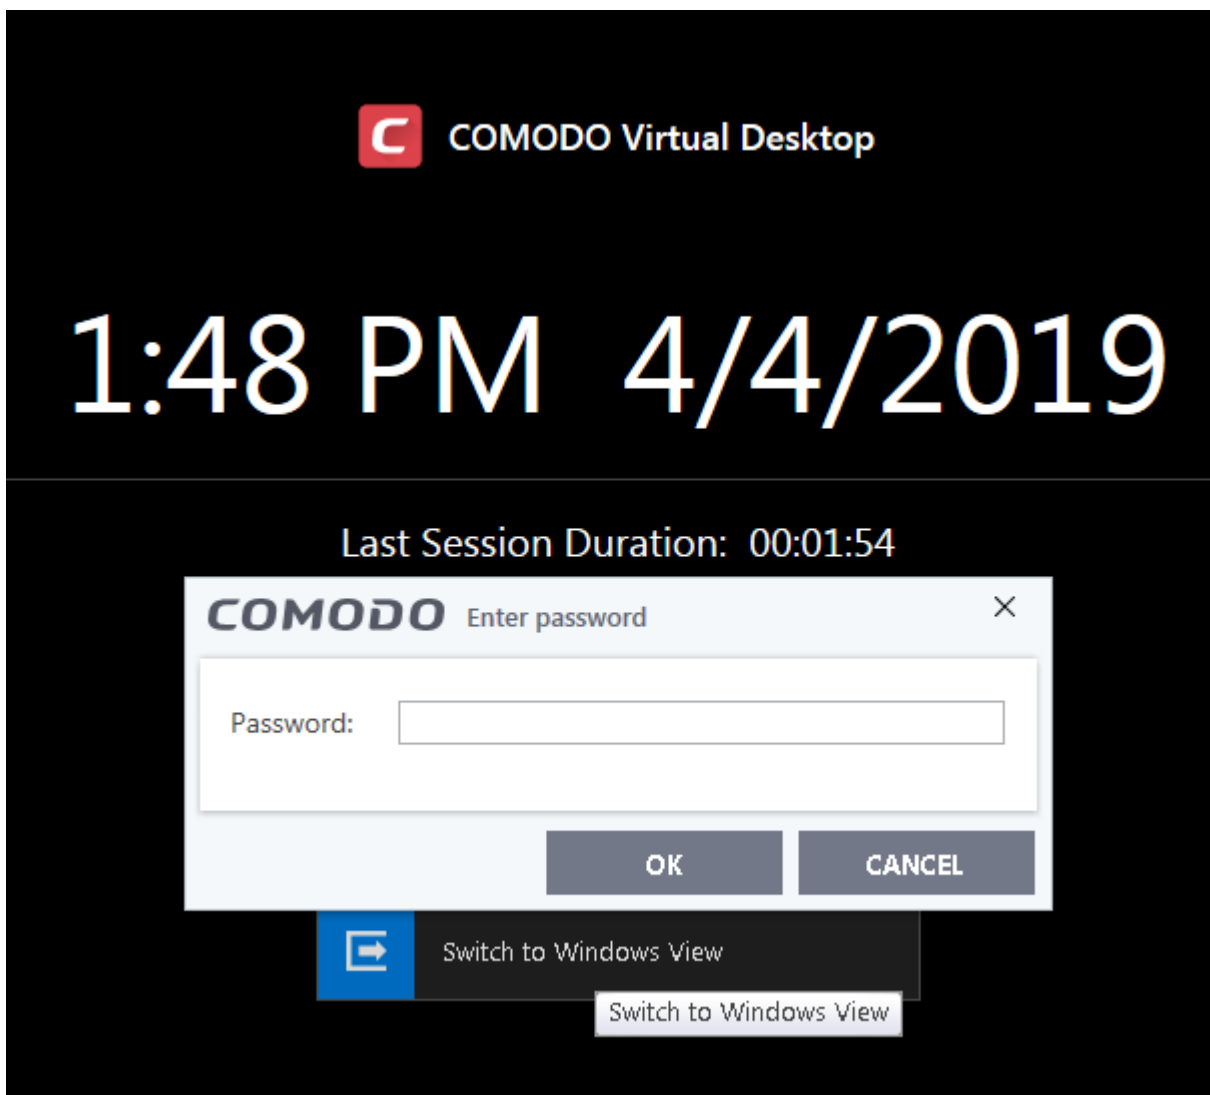 C COMODO Virtual Desktop
1:48 PM 4/4/2019
Last Session Duration: 00:01:54
COMODO Enter password
Password:
OK CANCEL
Switch to Windows View
Switch to Windows View